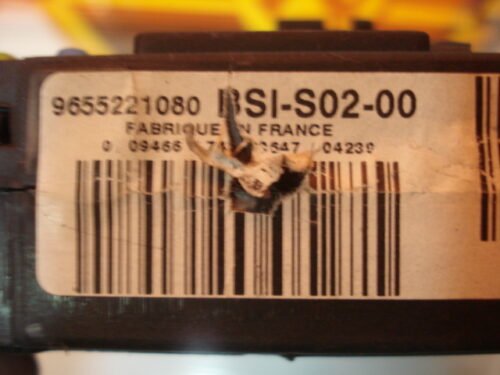 9655221080 BSI-S02-00
FABRIQUE EN FRANCE
0 09466 04239